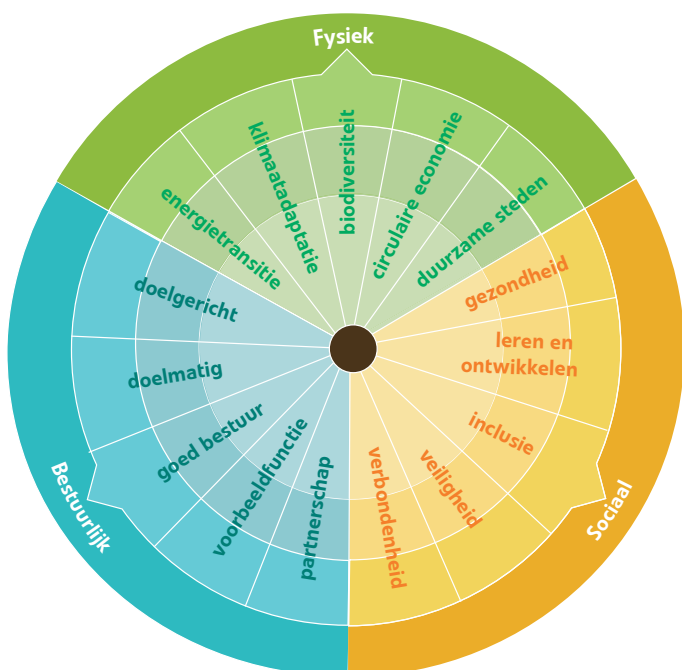 Fysiek
energietransitie
klimaatadaptatie
biodiversiteit
circulaire economie
duurzame steden
gezondheid
leren en
ontwikkelen
inclusie
veiligheid
verbondenheid
Sociaal
partnerschap
voorbeeldfunctie
goed bestuur
doelmatig
doelgericht
Bestuurlijk